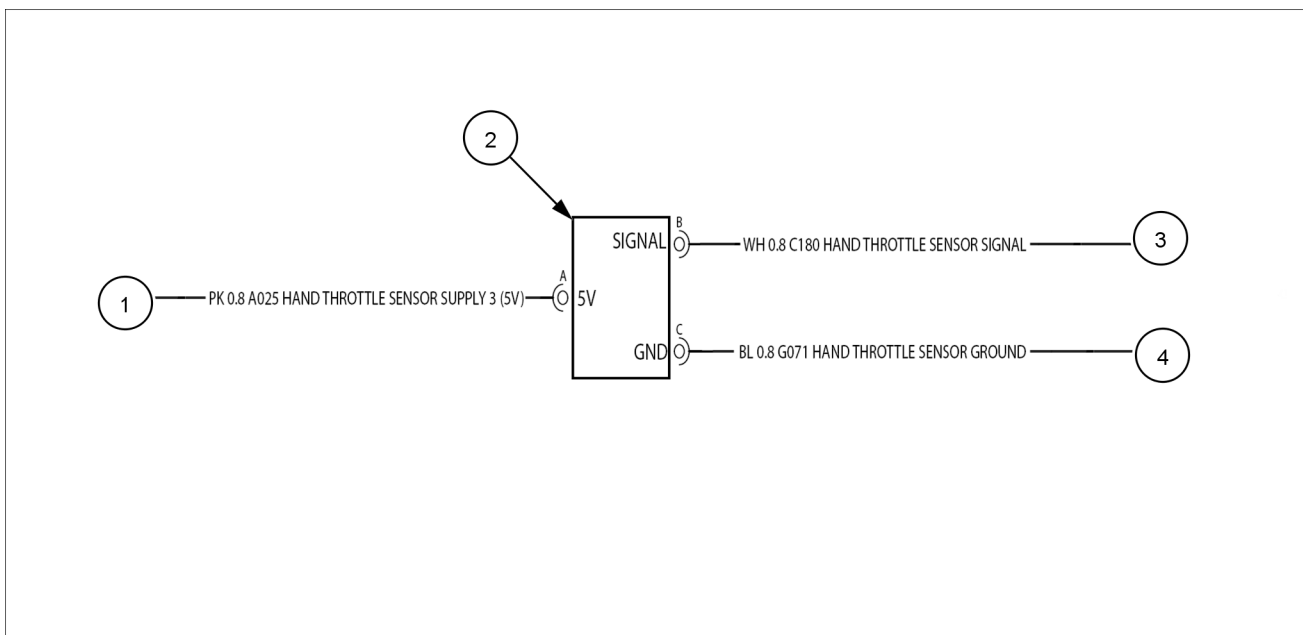 2
B
SIGNAL
WH 0.8 C180 HAND THROTTLE SENSOR SIGNAL
3
1
PK 0.8 A025 HAND THROTTLE SENSOR SUPPLY 3 (5V)
A
5V
C
GND
BL 0.8 G071 HAND THROTTLE SENSOR GROUND
4